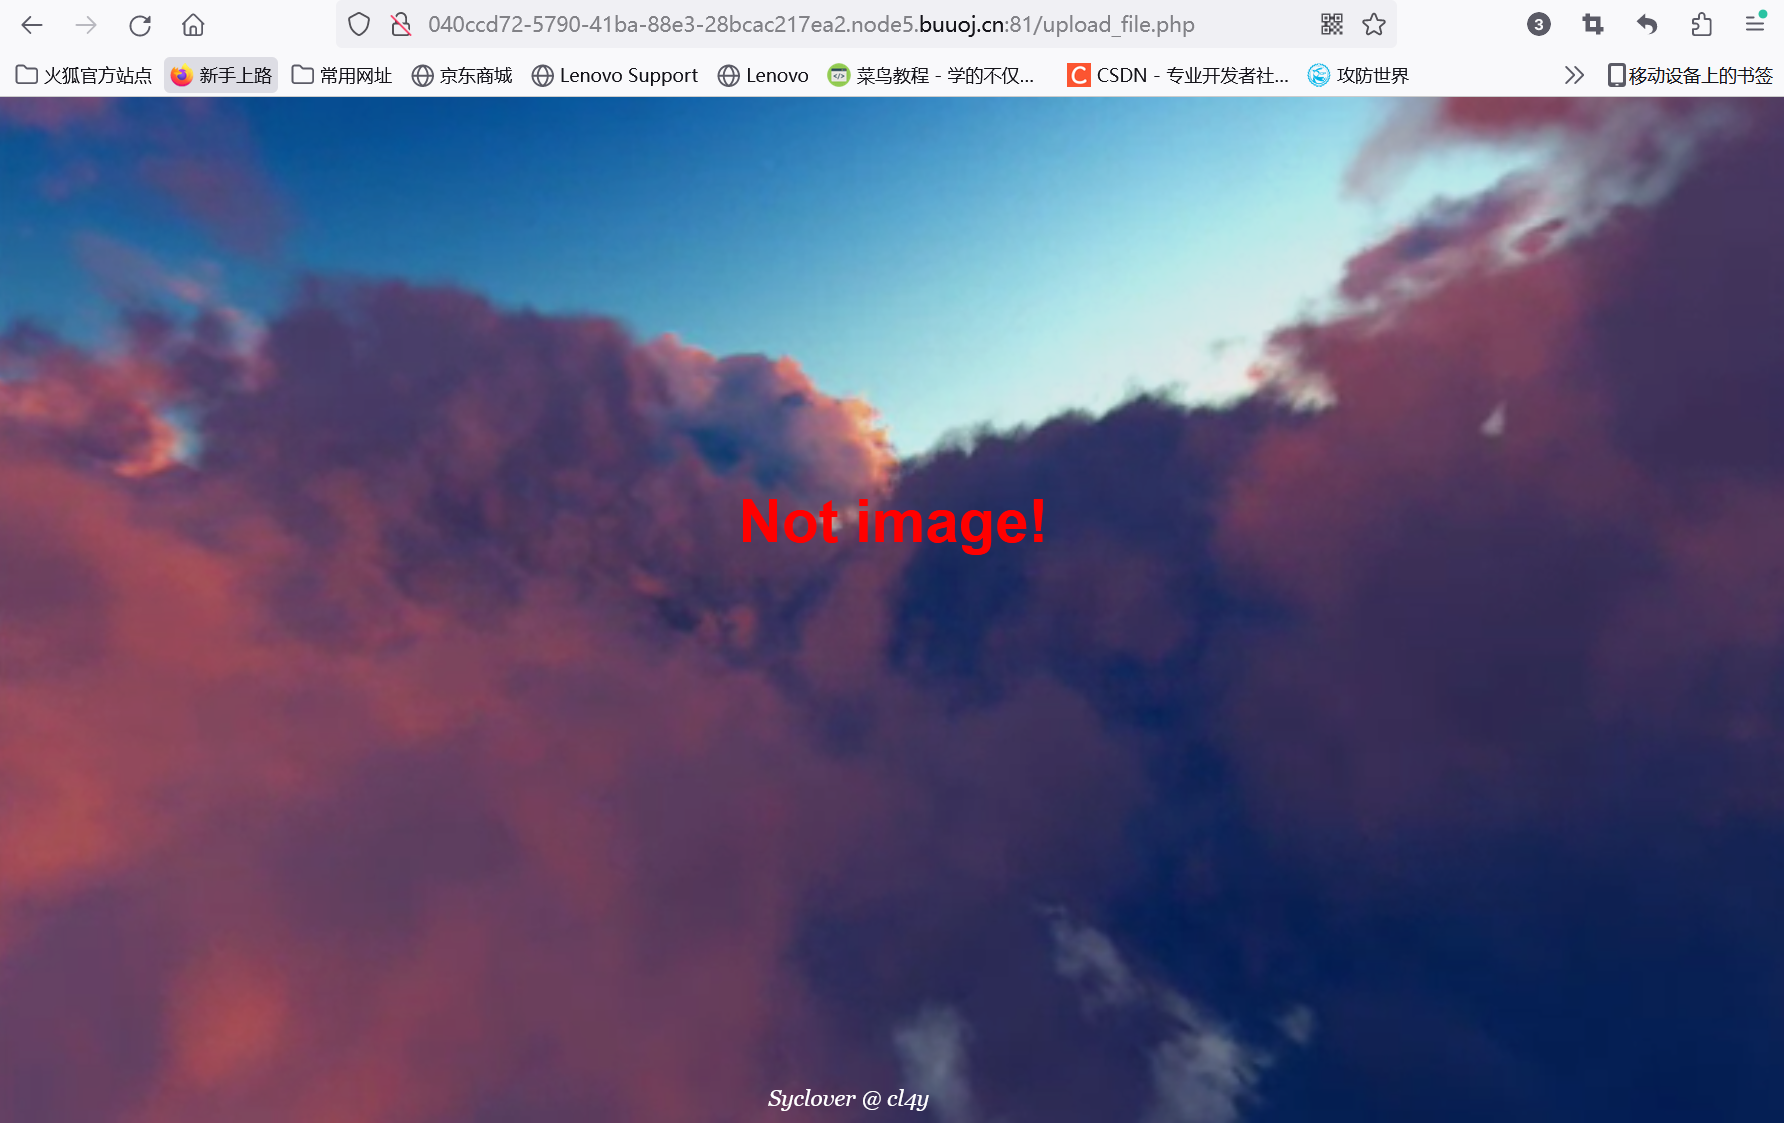 040ccd72-5790-41ba-88e3-28bcac217ea2.node5.buuoj.cn:81/upload_file.php
3
火狐官方站点 新手上路 常用网址 京东商城 Lenovo Support Lenovo 菜鸟教程 - 学的不仅... CSDN - 专业开发者社... 攻防世界 移动设备上的书签
Not image!
Syclover @ cl4y